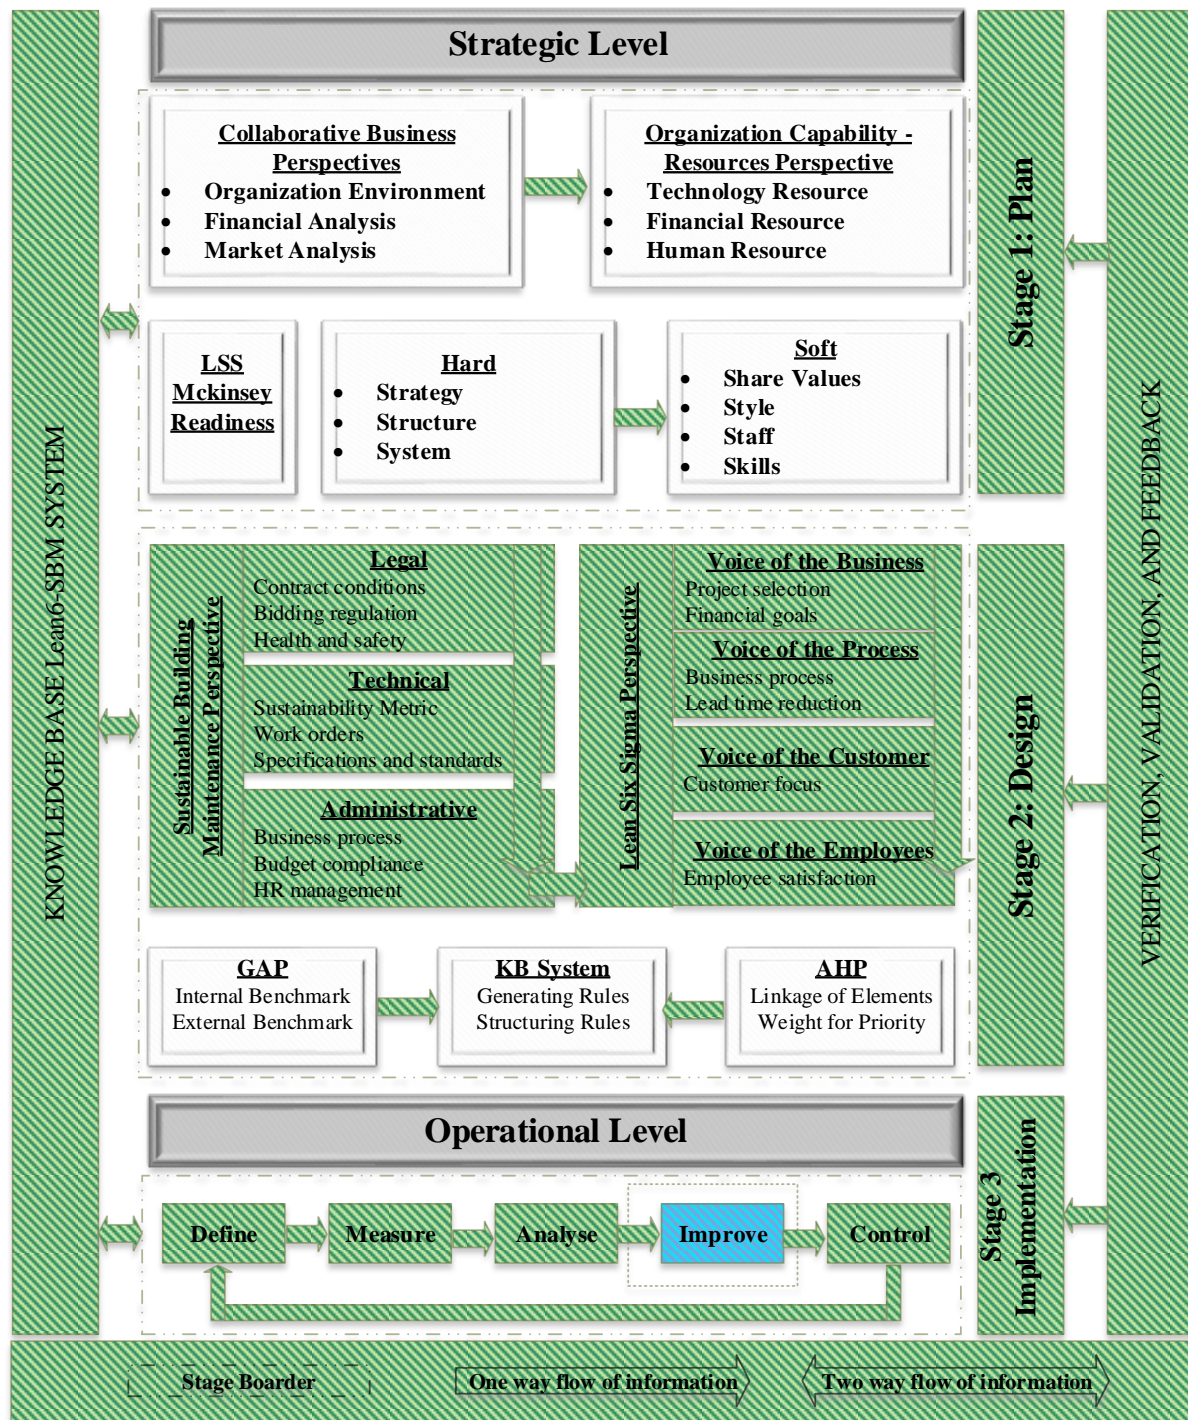 Strategic Level
Collaborative Business
Perspectives
• Organization Environment
• Financial Analysis
• Market Analysis
Organization Capability -
Resources Perspective
• Technology Resource
• Financial Resource
• Human Resource
LSS
Mckinsey
Readiness
Hard
• Strategy
• Structure
• System
Soft
• Share Values
• Style
• Staff
• Skills
Stage 1: Plan
KNOWLEDGE BASE Lean6-SBM SYSTEM
VERIFICATION, VALIDATION, AND FEEDBACK
Sustainable Building
Maintenance Perspective
Legal
Contract conditions
Bidding regulation
Health and safety
Technical
Sustainability Metric
Work orders
Specifications and standards
Administrative
Business process
Budget compliance
HR management
Lean Six Sigma Perspective
Voice of the Business
Project selection
Financial goals
Voice of the Process
Business process
Lead time reduction
Voice of the Customer
Customer focus
Voice of the Employees
Employee satisfaction
Stage 2: Design
GAP
Internal Benchmark
External Benchmark
KB System
Generating Rules
Structuring Rules
AHP
Linkage of Elements
Weight for Priority
Operational Level
Define
Measure
Analyse
Improve
Control
Stage 3
Implementation
Stage Boarder
One way flow of information
Two way flow of information